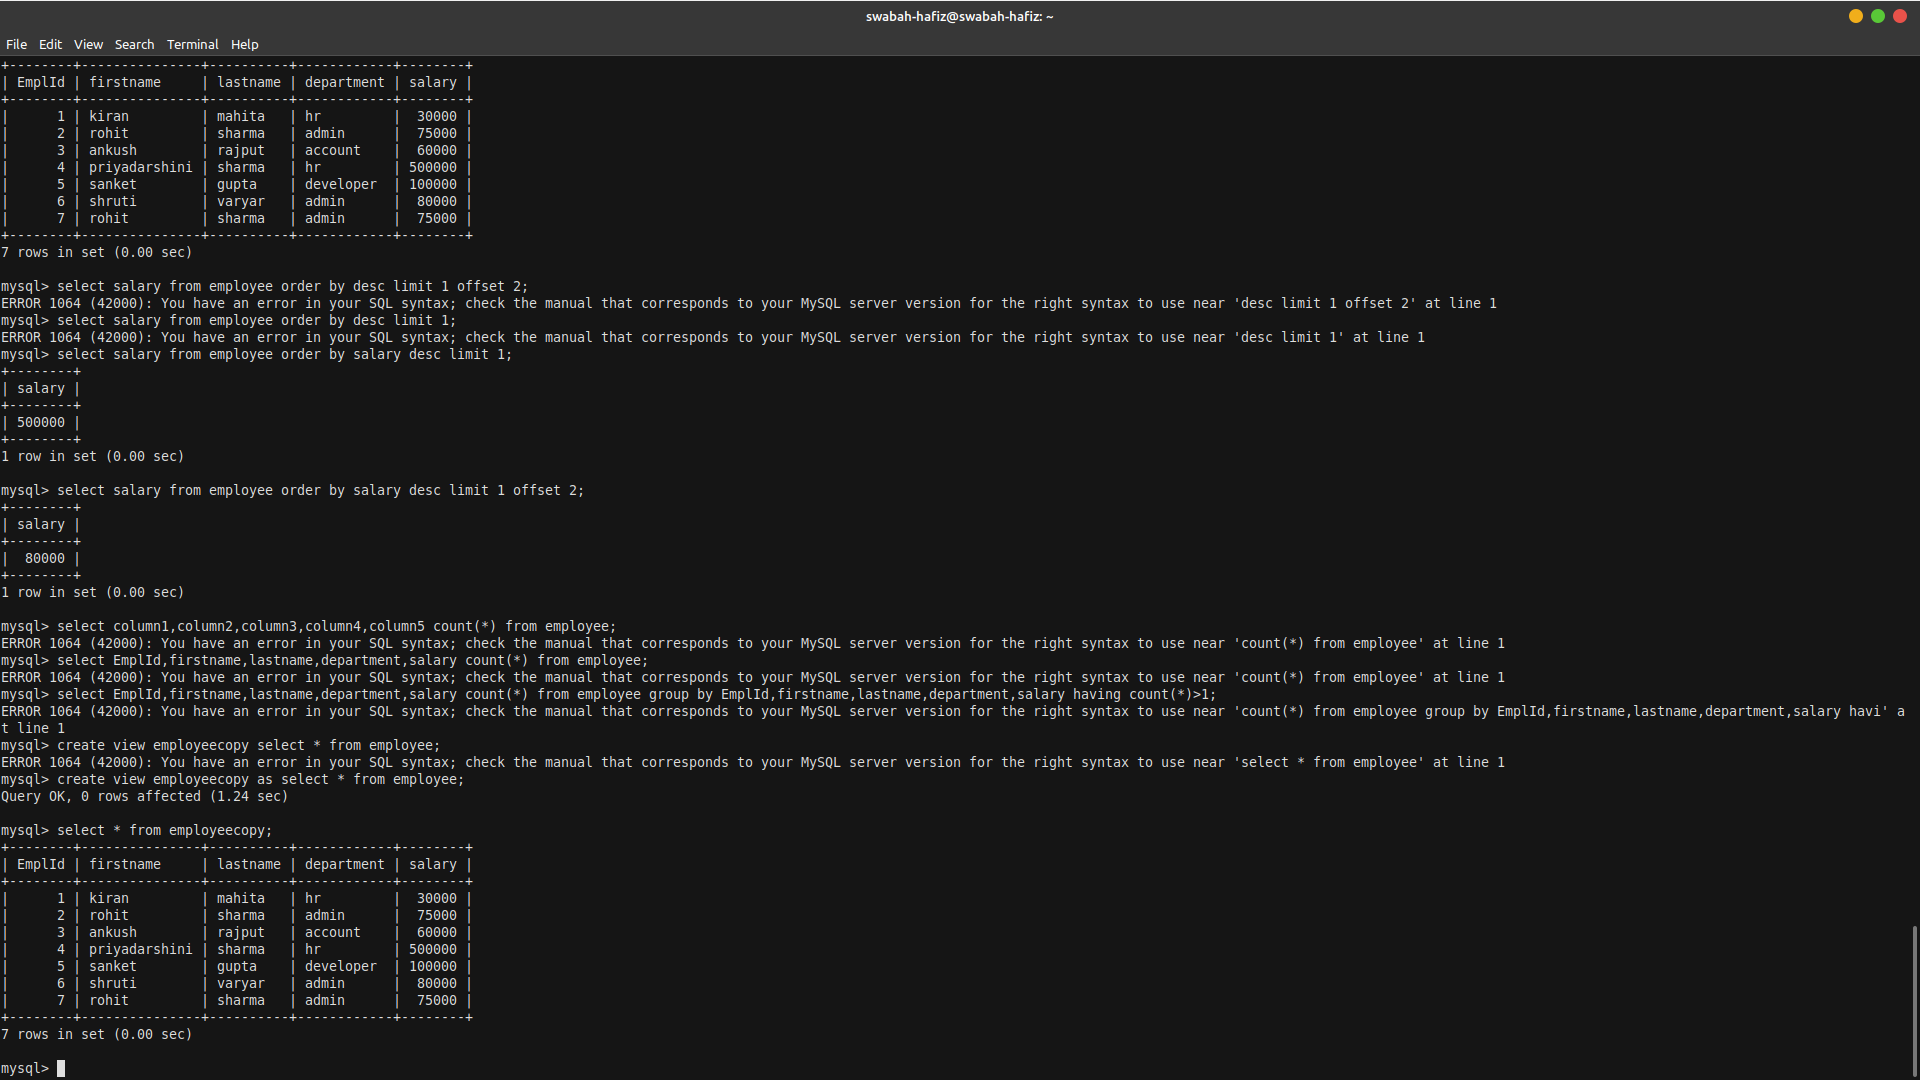 swabah-hafiz@swabah-hafiz: ~
File Edit View Search Terminal Help
+--------+---------------+----------+------------+--------+
| EmplId | firstname     | lastname | department | salary |
+--------+---------------+----------+------------+--------+
|      1 | kiran         | mahita   | hr         |  30000 |
|      2 | rohit         | sharma   | admin      |  75000 |
|      3 | ankush        | rajput   | account    |  60000 |
|      4 | priyadarshini | sharma   | hr         | 500000 |
|      5 | sanket        | gupta    | developer  | 100000 |
|      6 | shruti        | varyar   | admin      |  80000 |
|      7 | rohit         | sharma   | admin      |  75000 |
+--------+---------------+----------+------------+--------+
7 rows in set (0.00 sec)

mysql> select salary from employee order by desc limit 1 offset 2;
ERROR 1064 (42000): You have an error in your SQL syntax; check the manual that corresponds to your MySQL server version for the right syntax to use near 'desc limit 1 offset 2' at line 1
mysql> select salary from employee order by desc limit 1;
ERROR 1064 (42000): You have an error in your SQL syntax; check the manual that corresponds to your MySQL server version for the right syntax to use near 'desc limit 1' at line 1
mysql> select salary from employee order by salary desc limit 1;
+--------+
| salary |
+--------+
| 500000 |
+--------+
1 row in set (0.00 sec)

mysql> select salary from employee order by salary desc limit 1 offset 2;
+--------+
| salary |
+--------+
|  80000 |
+--------+
1 row in set (0.00 sec)

mysql> select column1,column2,column3,column4,column5 count(*) from employee;
ERROR 1064 (42000): You have an error in your SQL syntax; check the manual that corresponds to your MySQL server version for the right syntax to use near 'count(*) from employee' at line 1
mysql> select EmplId,firstname,lastname,department,salary count(*) from employee;
ERROR 1064 (42000): You have an error in your SQL syntax; check the manual that corresponds to your MySQL server version for the right syntax to use near 'count(*) from employee' at line 1
mysql> select EmplId,firstname,lastname,department,salary count(*) from employee group by EmplId,firstname,lastname,department,salary having count(*)>1;
ERROR 1064 (42000): You have an error in your SQL syntax; check the manual that corresponds to your MySQL server version for the right syntax to use near 'count(*) from employee group by EmplId,firstname,lastname,department,salary havi' a
t line 1
mysql> create view employeecopy select * from employee;
ERROR 1064 (42000): You have an error in your SQL syntax; check the manual that corresponds to your MySQL server version for the right syntax to use near 'select * from employee' at line 1
mysql> create view employeecopy as select * from employee;
Query OK, 0 rows affected (1.24 sec)

mysql> select * from employeecopy;
+--------+---------------+----------+------------+--------+
| EmplId | firstname     | lastname | department | salary |
+--------+---------------+----------+------------+--------+
|      1 | kiran         | mahita   | hr         |  30000 |
|      2 | rohit         | sharma   | admin      |  75000 |
|      3 | ankush        | rajput   | account    |  60000 |
|      4 | priyadarshini | sharma   | hr         | 500000 |
|      5 | sanket        | gupta    | developer  | 100000 |
|      6 | shruti        | varyar   | admin      |  80000 |
|      7 | rohit         | sharma   | admin      |  75000 |
+--------+---------------+----------+------------+--------+
7 rows in set (0.00 sec)

mysql>